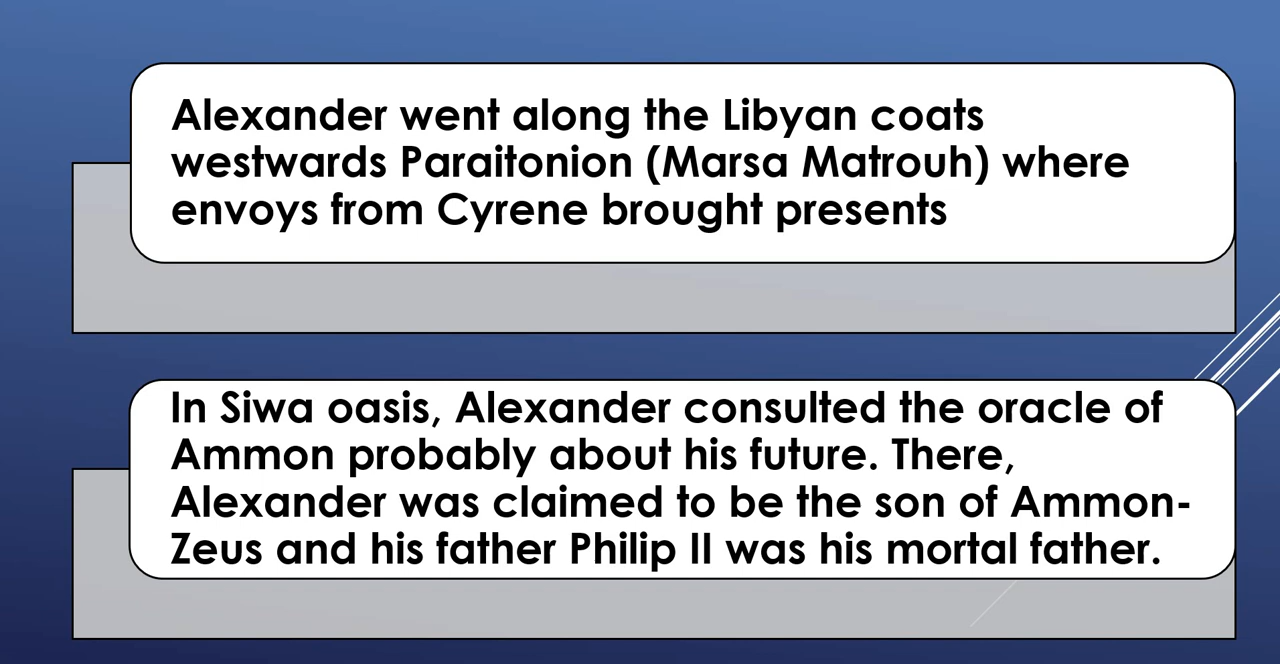 Alexander went along the Libyan coats
westwards Paraitonion (Marsa Matrouh) where
envoys from Cyrene brought presents
In Siwa oasis, Alexander consulted the oracle of
Ammon probably about his future. There,
Alexander was claimed to be the son of Ammon-
Zeus and his father Philip II was his mortal father.